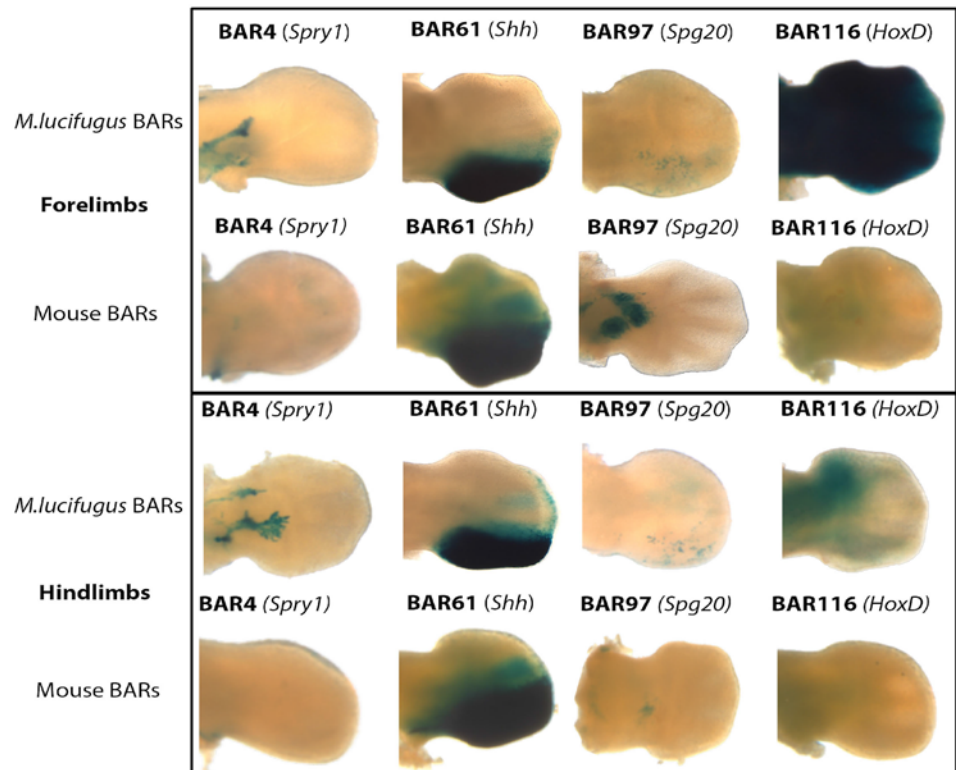 BAR4 (Spry1) BAR61 (Shh) BAR97 (Spg20) BAR116 (HoxD)
M.lucifugus BARs
Forelimbs
BAR4 (Spry1) BAR61 (Shh) BAR97 (Spg20) BAR116 (HoxD)
Mouse BARs
BAR4 (Spry1) BAR61 (Shh) BAR97 (Spg20) BAR116 (HoxD)
M.lucifugus BARs
Hindlimbs
BAR4 (Spry1) BAR61 (Shh) BAR97 (Spg20) BAR116 (HoxD)
Mouse BARs